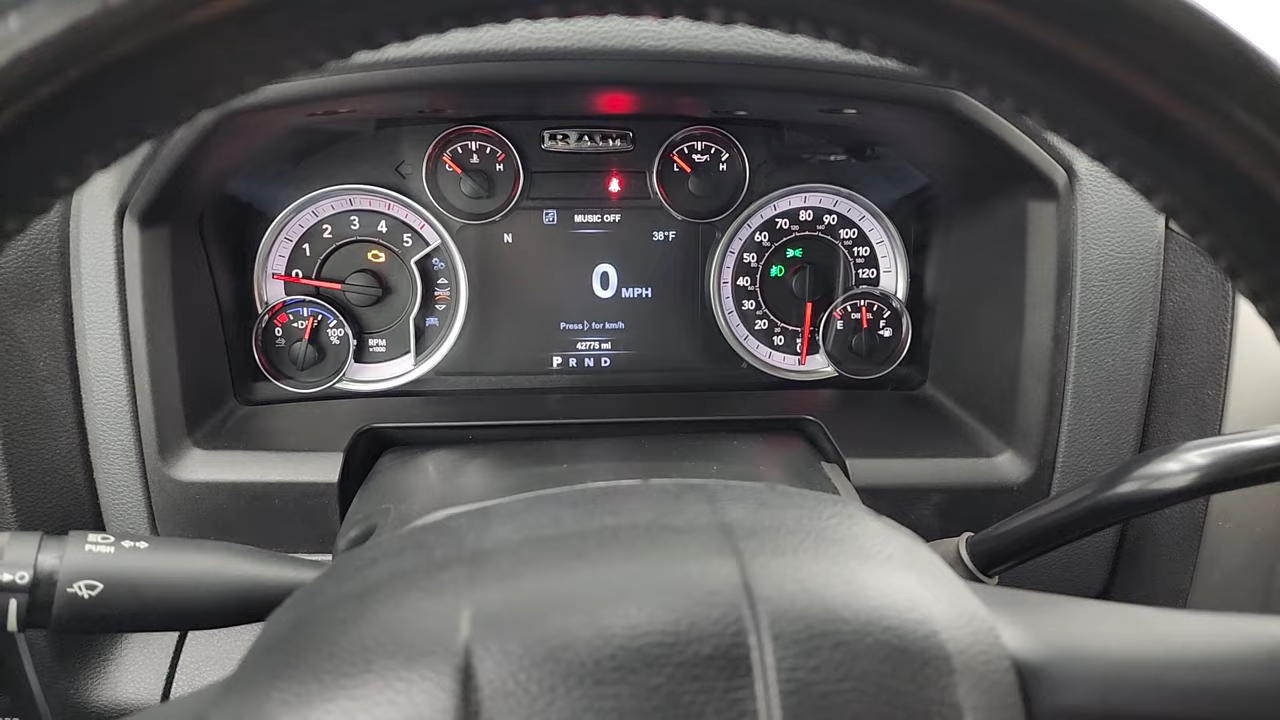 RAM
C H
L H
MUSIC OFF
N 38°F
0 MPH
Press ▷ for km/h
42775 mi
P R N D
0 1 2 3 4 5
RPM
x1000
0 DEF 100
%
10 20 30 40 50 60 70 80 90 100 110 120
E DIESEL F
PUSH